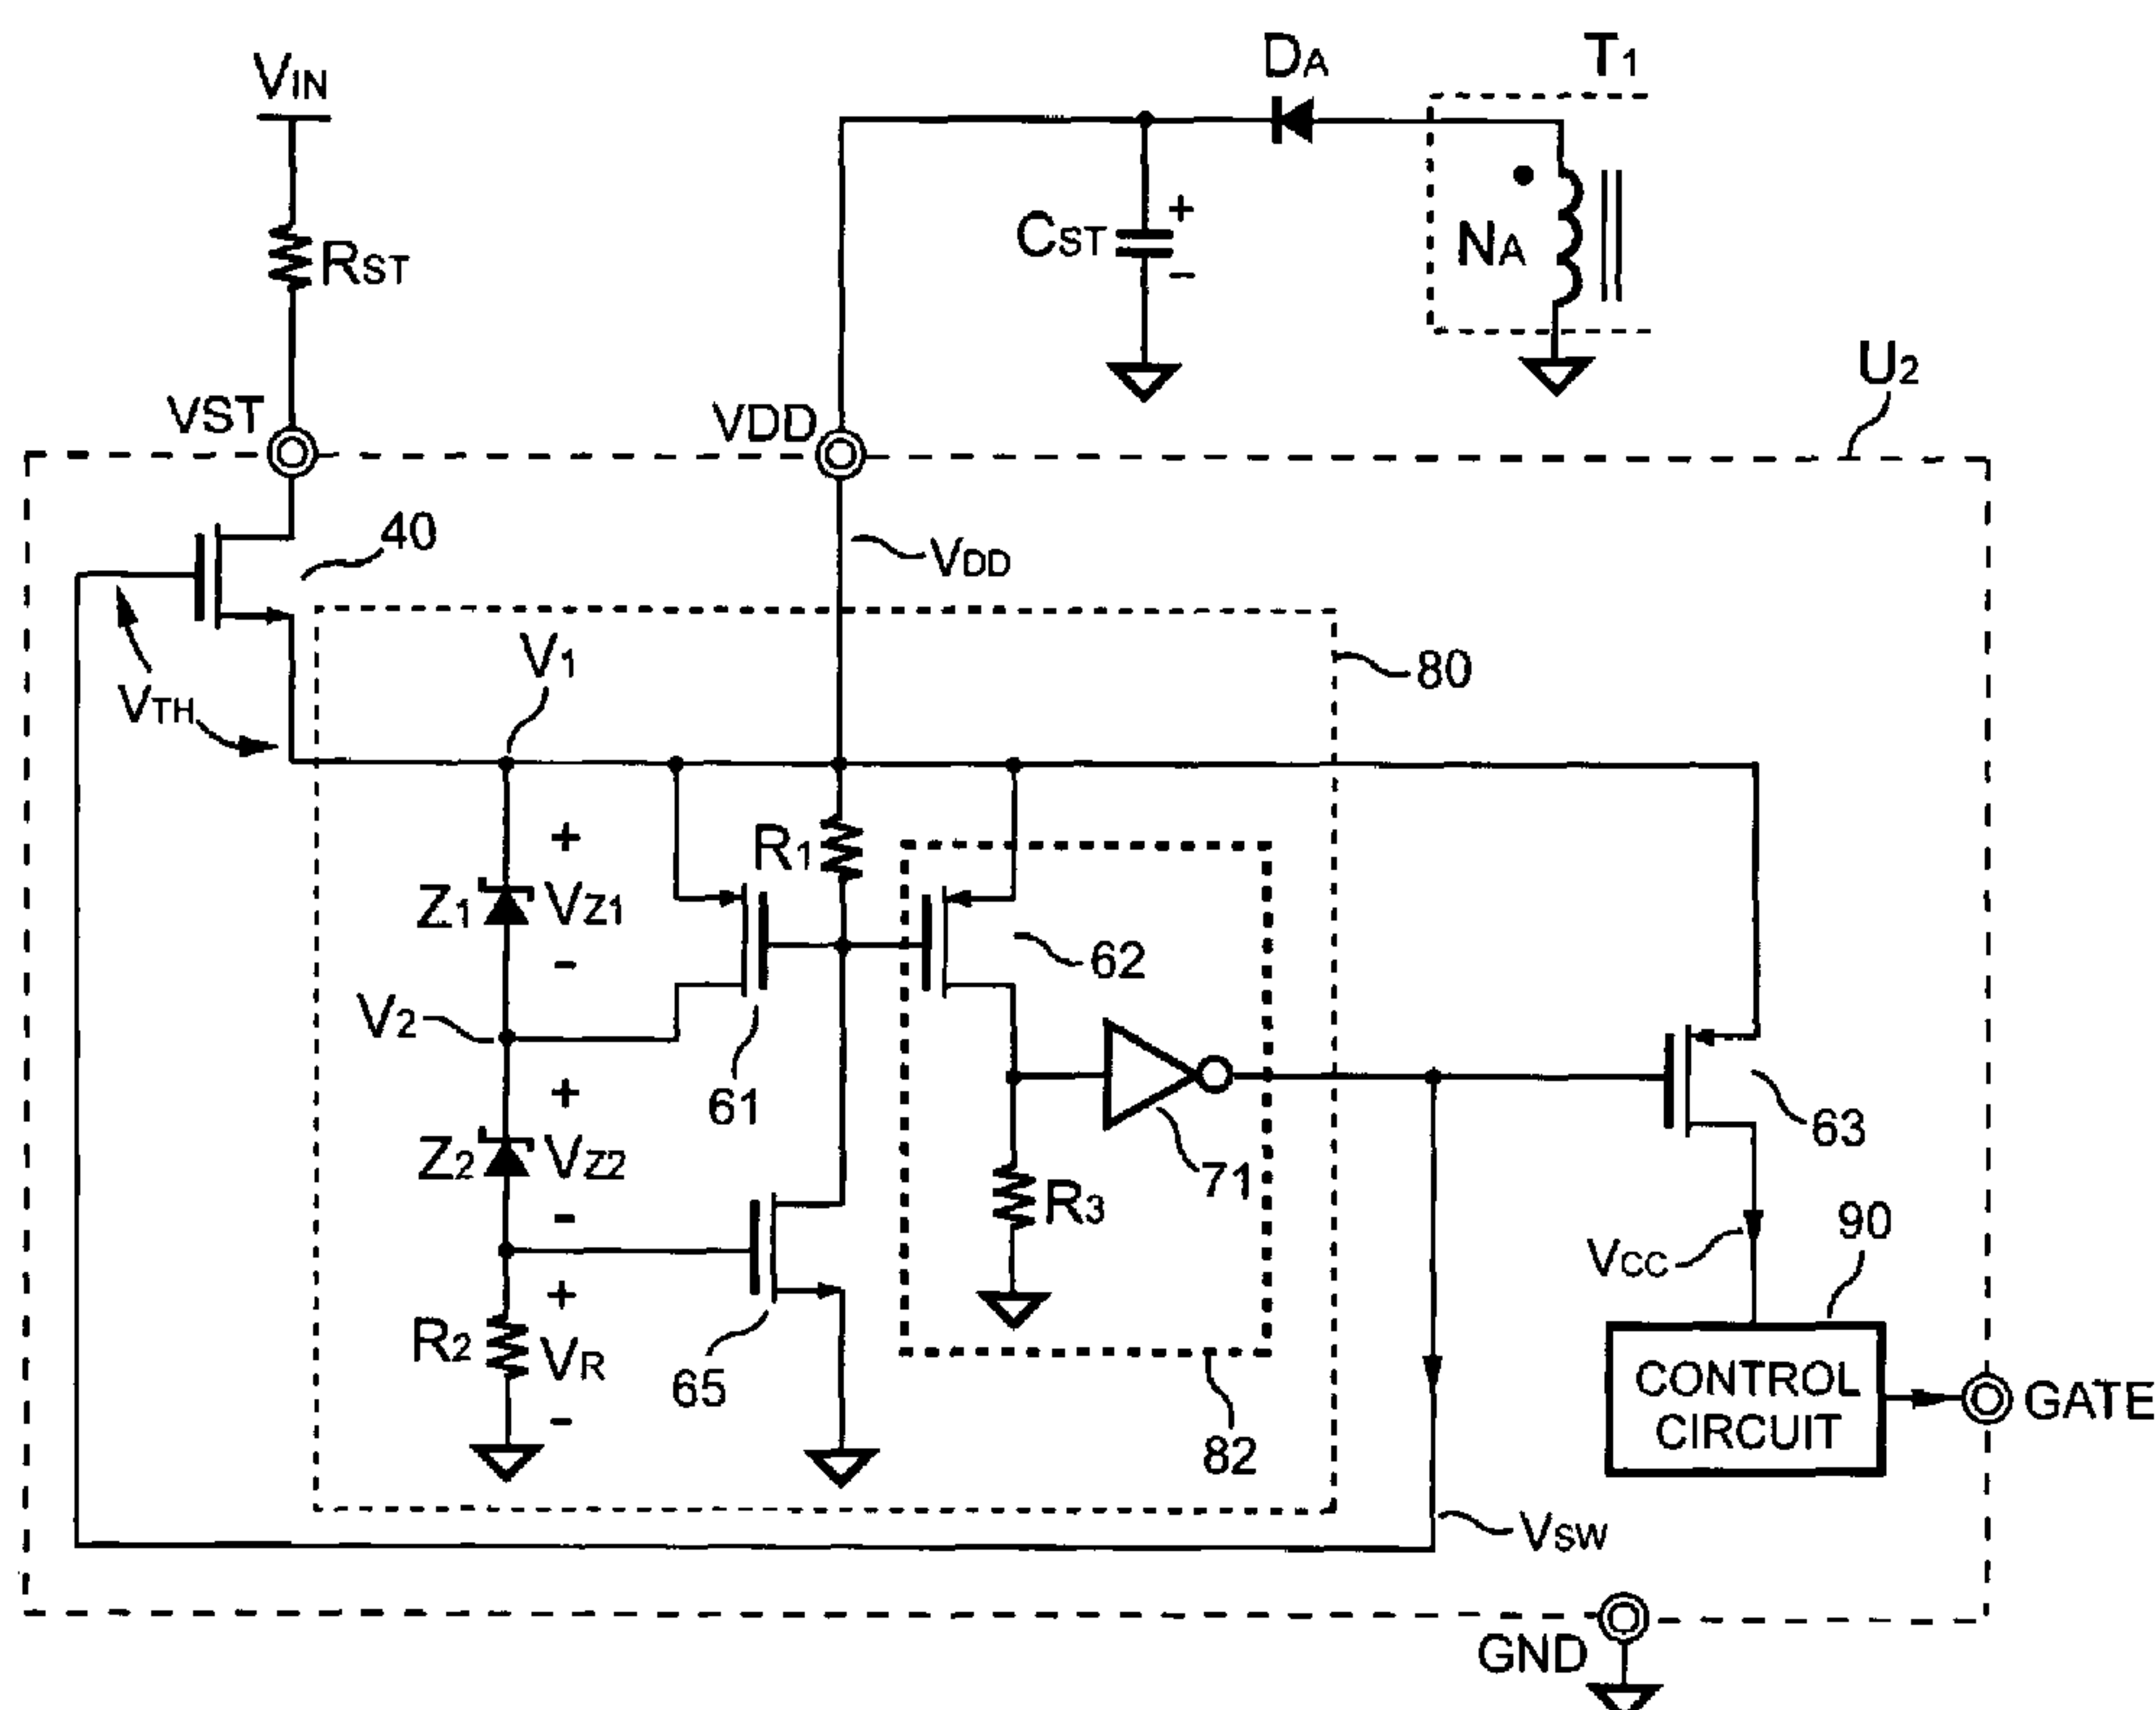 VIN
DA
T1
RST
CST
+
-
NA
U2
VST
VDD
40
VDD
VTH
V1
80
+
R1
Z1
VZ1
-
62
V2
61
+
Z2
VZ2
-
71
63
R3
VCC
90
+
R2
VR
-
65
CONTROL
CIRCUIT
GATE
82
VSW
GND